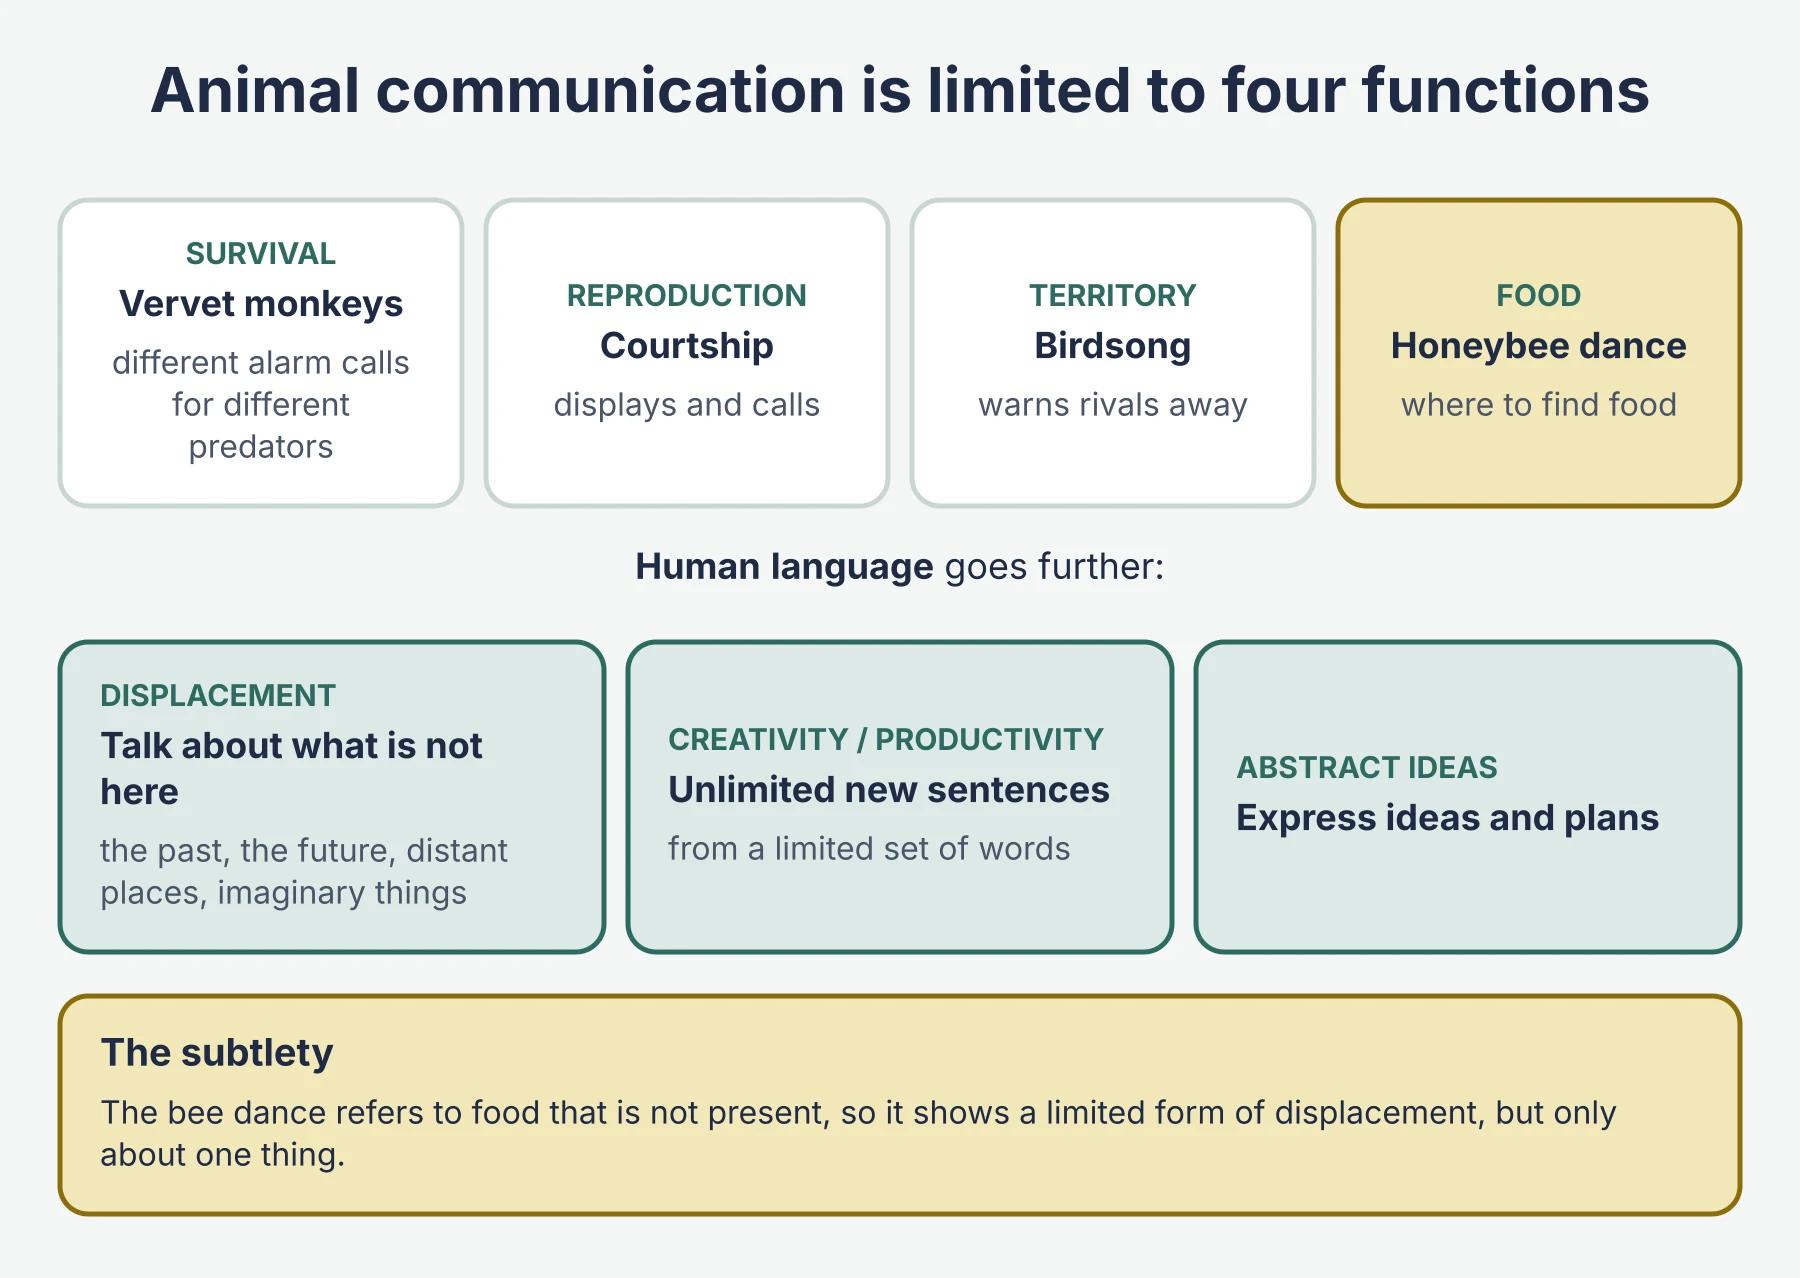 Animal communication is limited to four functions
SURVIVAL
Vervet monkeys
different alarm calls
for different
predators
REPRODUCTION
Courtship
displays and calls
TERRITORY
Birdsong
warns rivals away
FOOD
Honeybee dance
where to find food
Human language goes further:
DISPLACEMENT
Talk about what is not
here
the past, the future, distant
places, imaginary things
CREATIVITY / PRODUCTIVITY
Unlimited new sentences
from a limited set of words
ABSTRACT IDEAS
Express ideas and plans
The subtlety
The bee dance refers to food that is not present, so it shows a limited form of displacement, but only
about one thing.